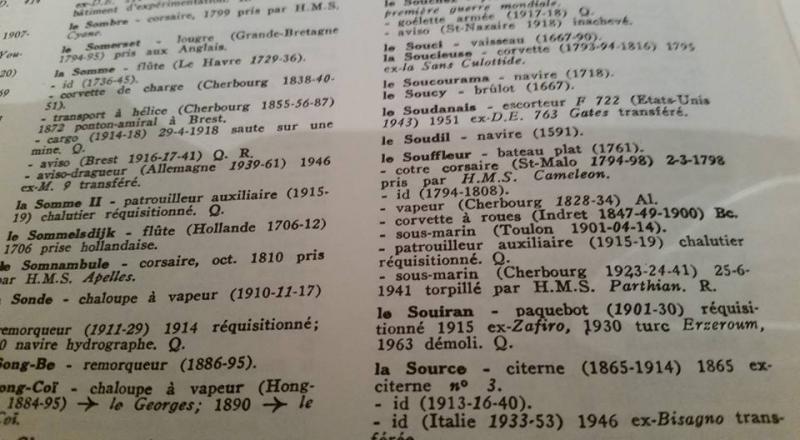 bâtiment d'expérimentation.
le Sombre - corsaire, 1799 pris par H.M.S.
Cyane.
le Somerset - lougre (Grande-Bretagne
1794-95) pris aux Anglais.
la Somme - flûte (Le Havre 1729-36).
- id (1736-45).
- corvette de charge (Cherbourg 1838-40-
51).
- transport à hélice (Cherbourg 1855-56-87)
1872 ponton-amiral à Brest.
- cargo (1914-18) 29-4-1918 saute sur une
mine. Q.
- aviso (Brest 1916-17-41) Q. R.
- aviso-dragueur (Allemagne 1939-61) 1946
ex-M. 9 transféré.
la Somme II - patrouilleur auxiliaire (1915-
19) chalutier réquisitionné. Q.
le Sommelsdijk - flûte (Hollande 1706-12)
1706 prise hollandaise.
le Somnambule - corsaire, oct. 1810 pris
par H.M.S. Apelles.
Sonde - chaloupe à vapeur (1910-11-17)
remorqueur (1911-29) 1914 réquisitionné;
0 navire hydrographe. Q.
Song-Be - remorqueur (1886-95).
ong-Coï - chaloupe à vapeur (Hong-
1884-95) → le Georges; 1890 → le
Coï.
1907-
You-
20)
69
première guerre mondiale.
- goélette armée (1917-18) Q.
- aviso (St-Nazaire 1918) inachevé.
le Souci - vaisseau (1667-90).
la Soucieuse - corvette (1793-94-1816) 1795
ex-la Sans Culottide.
le Soucourama - navire (1718).
le Soucy - brûlot (1667).
le Soudanais - escorteur F 722 (Etats-Unis
1943) 1951 ex-D.E. 763 Gates transféré.
le Soudil - navire (1591).
le Souffleur - bateau plat (1761).
- cotre corsaire (St-Malo 1794-98) 2-3-1798
pris par H.M.S. Cameleon.
- id (1794-1808).
- vapeur (Cherbourg 1828-34) Al.
- corvette à roues (Indret 1847-49-1900) Bc.
- sous-marin (Toulon 1901-04-14).
- patrouilleur auxiliaire (1915-19) chalutier
réquisitionné. Q.
- sous-marin (Cherbourg 1923-24-41) 25-6-
1941 torpillé par H.M.S. Parthian. R.
le Souiran - paquebot (1901-30) réquisi-
tionné 1915 ex-Zafiro, 1930 turc Erzeroum,
1963 démoli. Q.
la Source - citerne (1865-1914) 1865 ex-
citerne n° 3.
- id (1913-16-40).
- id (Italie 1933-53) 1946 ex-Bisagno trans-
férée.